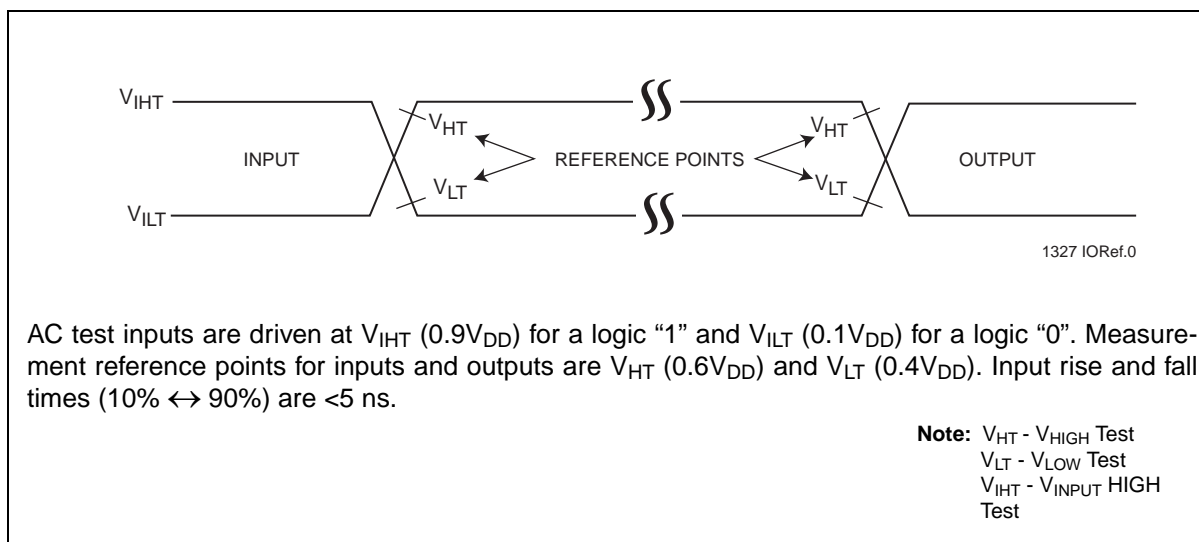 VIHT
VHT
VHT
INPUT
REFERENCE POINTS
OUTPUT
VLT
VLT
VILT
1327 IORef.0
AC test inputs are driven at VIHT (0.9VDD) for a logic “1” and VILT (0.1VDD) for a logic “0”. Measure-
ment reference points for inputs and outputs are VHT (0.6VDD) and VLT (0.4VDD). Input rise and fall
times (10% ↔ 90%) are <5 ns.
Note: VHT - VHIGH Test
VLT - VLOW Test
VIHT - VINPUT HIGH
Test